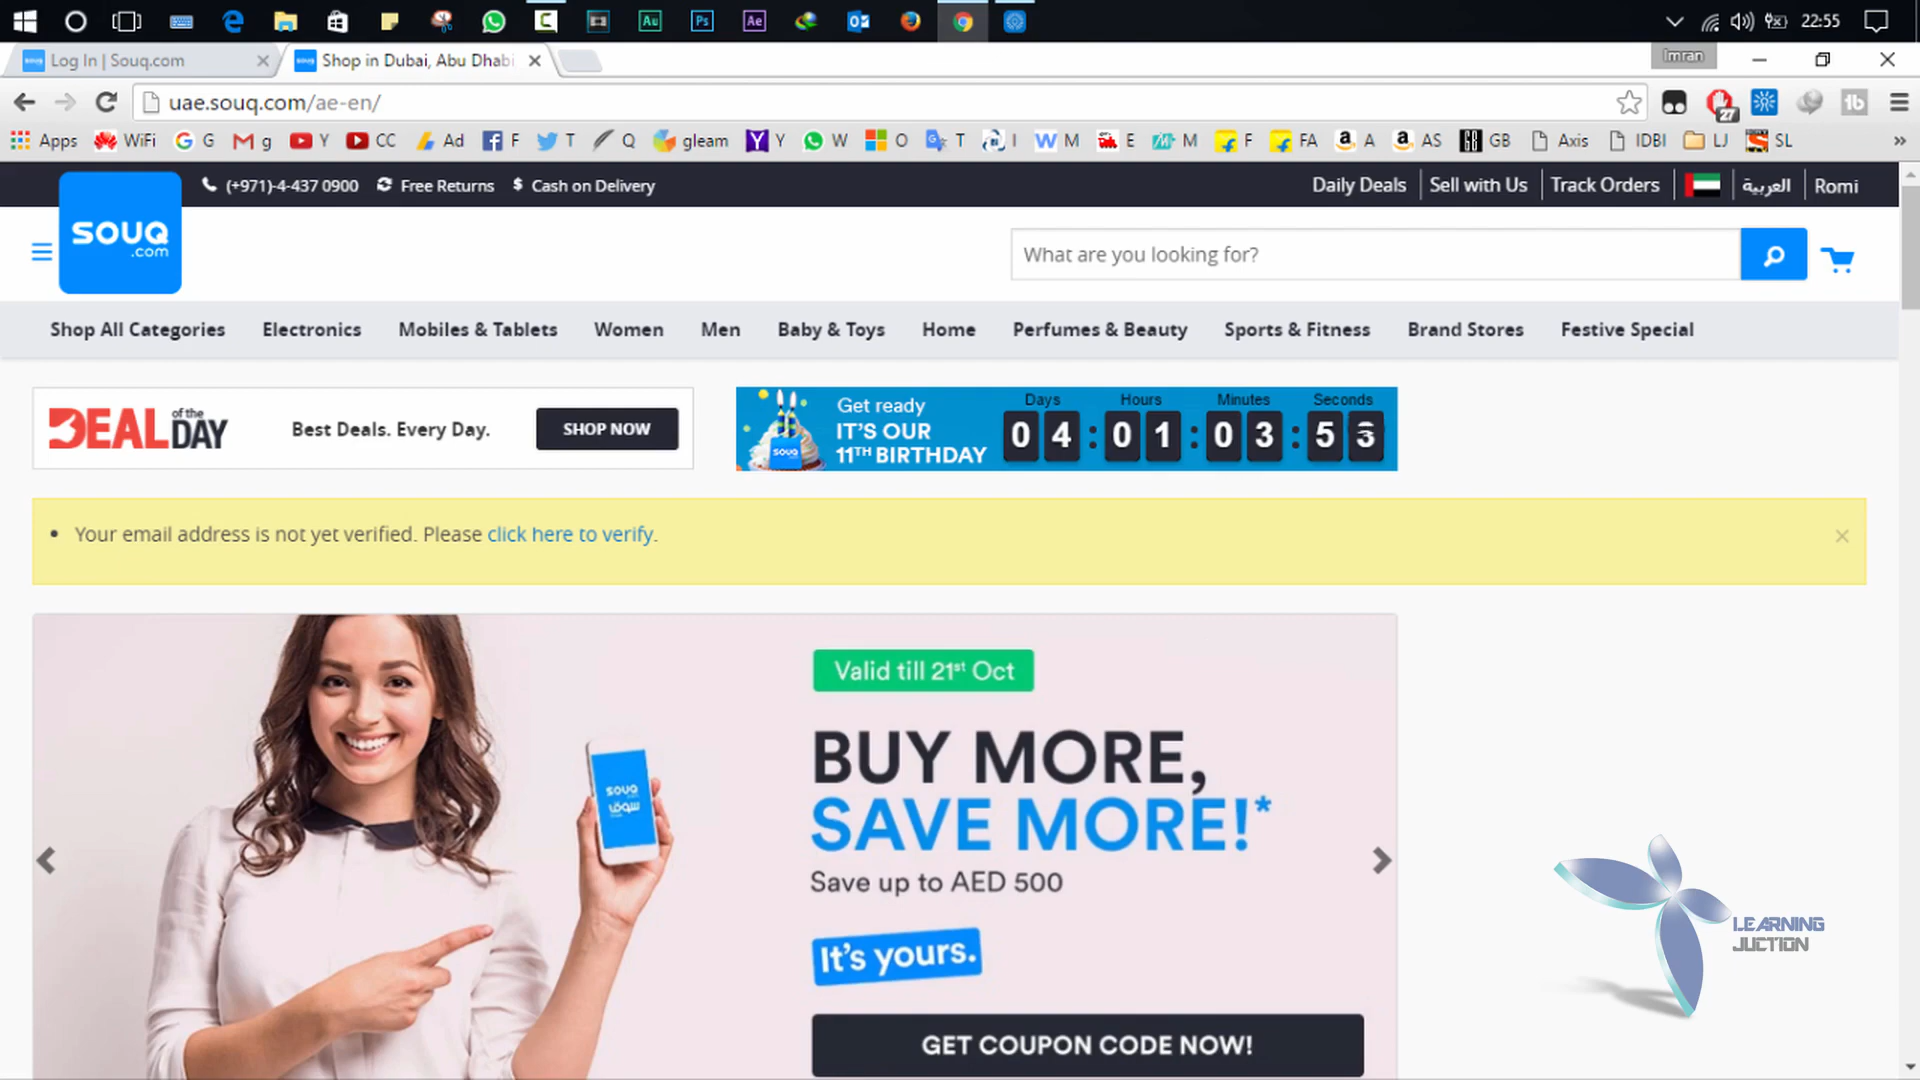 22:55
Log In | Souq.com
Shop in Dubai, Abu Dhabi
Imran
uae.souq.com/ae-en/
27
Apps WiFi G M g Y CC Ad F T Q gleam Y W O T I M E M F FA A AS GB Axis IDBI LJ SL »
SOUQ
.com
(+971)-4-437 0900 Free Returns $ Cash on Delivery
Daily Deals Sell with Us Track Orders العربية Romi
What are you looking for?
Shop All Categories Electronics Mobiles & Tablets Women Men Baby & Toys Home Perfumes & Beauty Sports & Fitness Brand Stores Festive Special
DEAL of the DAY
Best Deals. Every Day.
SHOP NOW
Get ready
IT'S OUR
11TH BIRTHDAY
souq
Days Hours Minutes Seconds
04 : 01 : 03 : 53
• Your email address is not yet verified. Please click here to verify.
Valid till 21st Oct
BUY MORE,
SAVE MORE!*
Save up to AED 500
It's yours.
GET COUPON CODE NOW!
souq
سوق
LEARNING
JUCTION